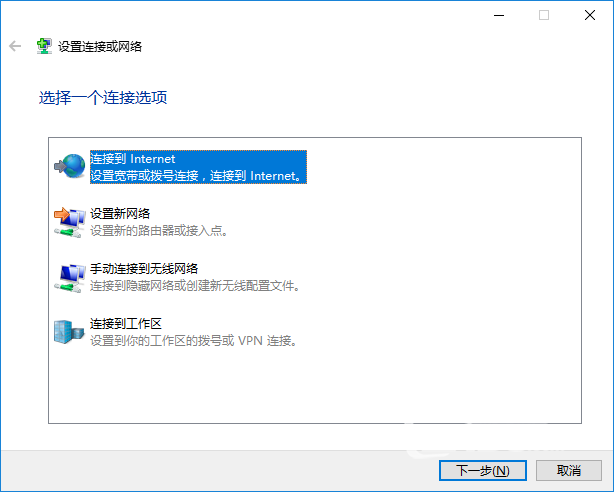 设置连接或网络
选择一个连接选项
连接到 Internet
设置宽带或拨号连接，连接到 Internet。
设置新网络
设置新的路由器或接入点。
手动连接到无线网络
连接到隐藏网络或创建新无线配置文件。
连接到工作区
设置到你的工作区的拨号或 VPN 连接。
下一步(N)
取消